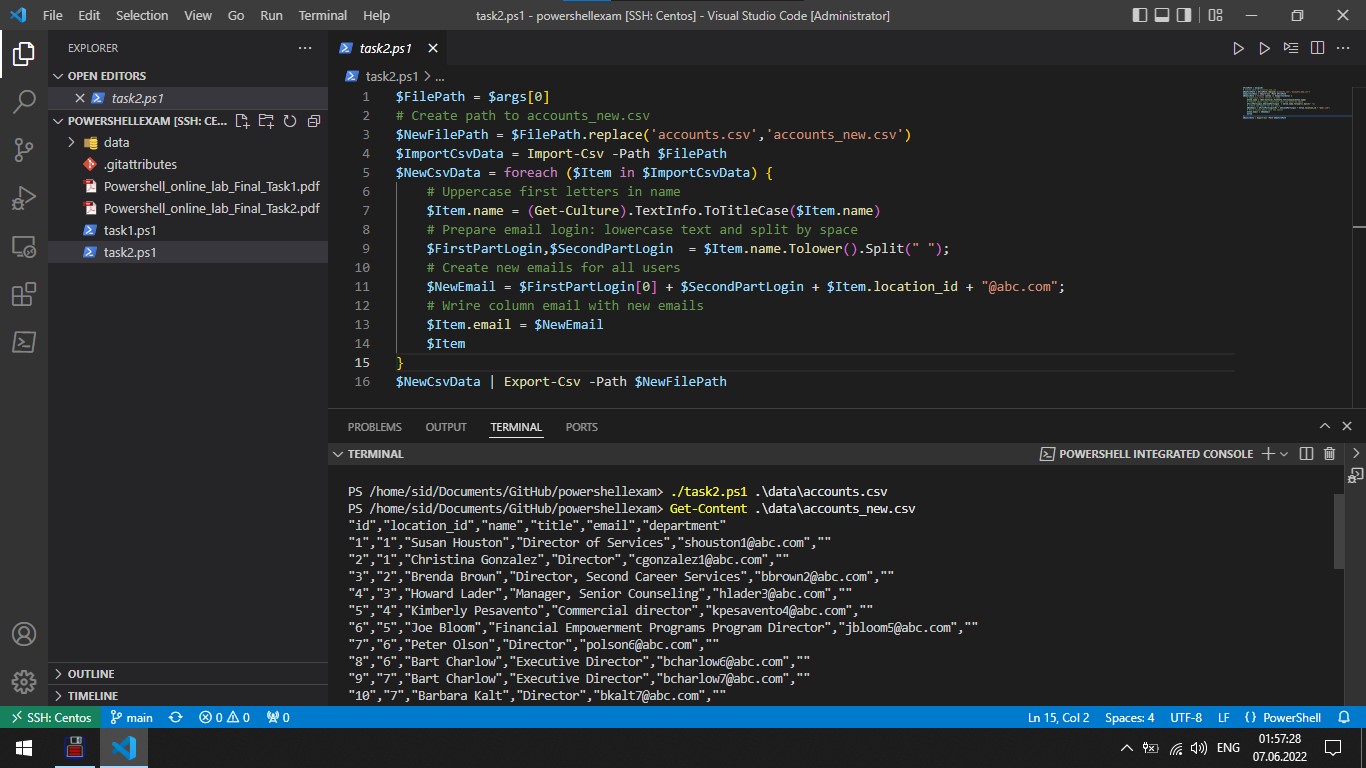 File Edit Selection View Go Run Terminal Help task2.ps1 - powershellexam [SSH: Centos] - Visual Studio Code [Administrator]
EXPLORER
OPEN EDITORS
task2.ps1
POWERSHELLEXAM [SSH: CE...
data
.gitattributes
Powershell_online_lab_Final_Task1.pdf
Powershell_online_lab_Final_Task2.pdf
task1.ps1
task2.ps1
OUTLINE
TIMELINE
task2.ps1
task2.ps1 > ...
1 $FilePath = $args[0]
2 # Create path to accounts_new.csv
3 $NewFilePath = $FilePath.replace('accounts.csv','accounts_new.csv')
4 $ImportCsvData = Import-Csv -Path $FilePath
5 $NewCsvData = foreach ($Item in $ImportCsvData) {
6 # Uppercase first letters in name
7 $Item.name = (Get-Culture).TextInfo.ToTitleCase($Item.name)
8 # Prepare email login: lowercase text and split by space
9 $FirstPartLogin,$SecondPartLogin  = $Item.name.Tolower().Split(" ");
10 # Create new emails for all users
11 $NewEmail = $FirstPartLogin[0] + $SecondPartLogin + $Item.location_id + "@abc.com";
12 # Wrire column email with new emails
13 $Item.email = $NewEmail
14 $Item
15 }
16 $NewCsvData | Export-Csv -Path $NewFilePath
PROBLEMS OUTPUT TERMINAL PORTS
TERMINAL POWERSHELL INTEGRATED CONSOLE
PS /home/sid/Documents/GitHub/powershellexam> ./task2.ps1 .\data\accounts.csv
PS /home/sid/Documents/GitHub/powershellexam> Get-Content .\data\accounts_new.csv
"id","location_id","name","title","email","department"
"1","1","Susan Houston","Director of Services","shouston1@abc.com",""
"2","1","Christina Gonzalez","Director","cgonzalez1@abc.com",""
"3","2","Brenda Brown","Director, Second Career Services","bbrown2@abc.com",""
"4","3","Howard Lader","Manager, Senior Counseling","hlader3@abc.com",""
"5","4","Kimberly Pesavento","Commercial director","kpesavento4@abc.com",""
"6","5","Joe Bloom","Financial Empowerment Programs Program Director","jbloom5@abc.com",""
"7","6","Peter Olson","Director","polson6@abc.com",""
"8","6","Bart Charlow","Executive Director","bcharlow6@abc.com",""
"9","7","Bart Charlow","Executive Director","bcharlow7@abc.com",""
"10","7","Barbara Kalt","Director","bkalt7@abc.com",""
SSH: Centos main 0 0 0 Ln 15, Col 2 Spaces: 4 UTF-8 LF PowerShell
ENG 01:57:28
07.06.2022